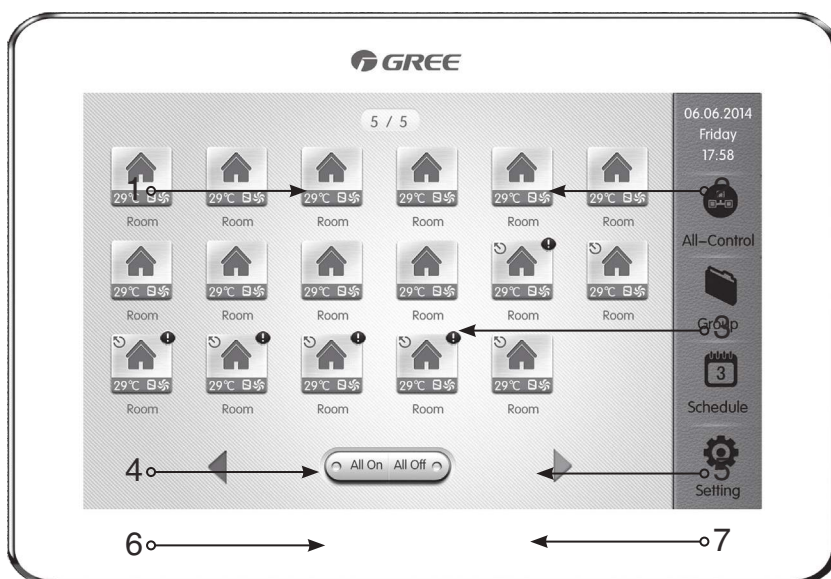 GREE
5 / 5
06.06.2014
Friday
17:58
1
29℃ 29℃ 29℃ 29℃ 29℃ 29℃
Room Room Room Room Room Room
All-Control
29℃ 29℃ 29℃ 29℃ 29℃ 29℃
Room Room Room Room Room Room
Group
3
29℃ 29℃ 29℃ 29℃ 29℃
Room Room Room Room Room
3
Schedule
4
All On All Off
5
Setting
6
7